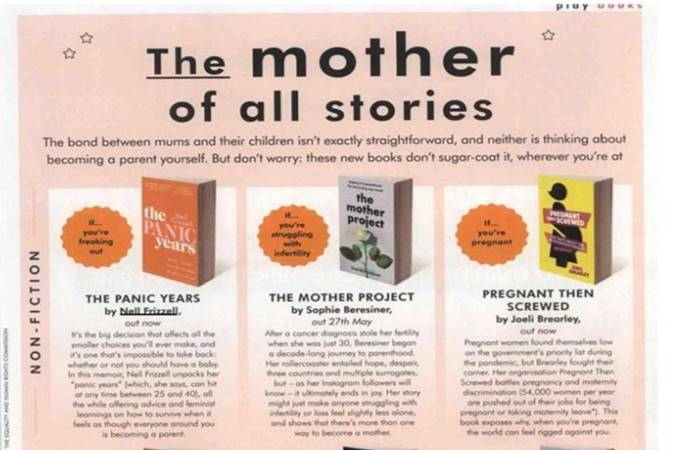 play books
The mother
of all stories
The bond between mums and their children isn't exactly straightforward, and neither is thinking about
becoming a parent yourself. But don't worry: these new books don't sugar-coat it, wherever you're at
NON-FICTION
If...
you're
freaking
out
the
PANIC
years
THE PANIC YEARS
by Nell Frizzell,
out now
It's the big decision that affects all the
smaller choices you'll ever make, and
it's one that's impossible to take back:
whether or not you should have a baby.
In this memoir, Nell Frizzell unpacks her
"panic years" (which, she says, can hit
at any time between 25 and 40), all
the while offering advice and feminist
learnings on how to survive when it
feels as though everyone around you
is becoming a parent.
If...
you're
struggling
with
infertility
the
mother
project
THE MOTHER PROJECT
by Sophie Beresiner,
out 27th May
After a cancer diagnosis stole her fertility
when she was just 30, Beresiner began
a decade-long journey to parenthood.
Her rollercoaster entailed hope, despair,
three countries and multiple surrogates,
but – as her Instagram followers will
know – it ultimately ends in joy. Her story
might just make anyone struggling with
infertility or loss feel slightly less alone,
and shows that there's more than one
way to become a mother.
If...
you're
pregnant
PREGNANT
THEN SCREWED
JOELI
BREARLEY
PREGNANT THEN
SCREWED
by Joeli Brearley,
out now
Pregnant women found themselves low
on the government's priority list during
the pandemic, but Brearley fought their
corner. Her organisation Pregnant Then
Screwed battles pregnancy and maternity
discrimination (54,000 women per year
are pushed out of their jobs for being
pregnant or taking maternity leave*). This
book exposes why, when you're pregnant,
the world can feel rigged against you.
THE EQUALITY AND HUMAN RIGHTS COMMISSION